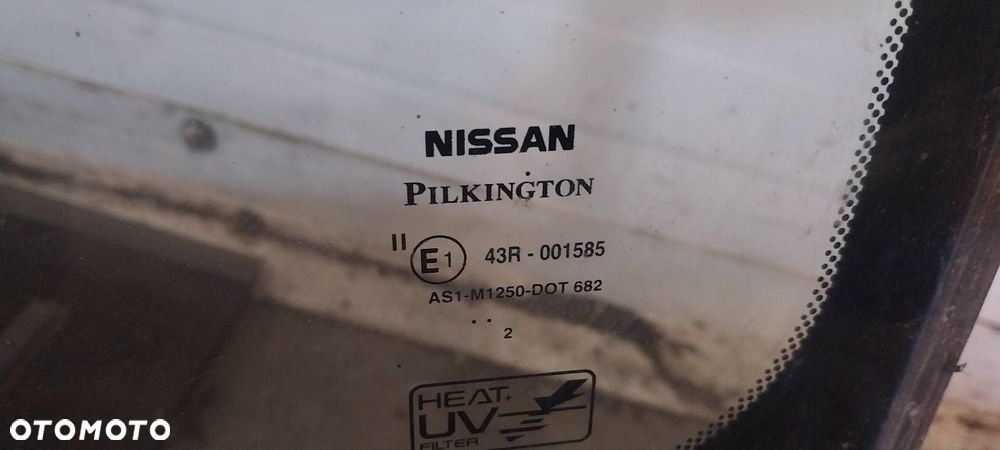 NISSAN
PILKINGTON
II E1 43R - 001585
AS1-M1250-DOT 682
. .
2
HEAT+
UV
FILTER
OTOMOTO